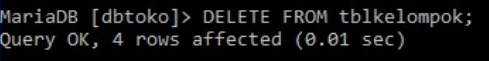 MariaDB [dbtoko]> DELETE FROM tblkelompok;
Query OK, 4 rows affected (0.01 sec)